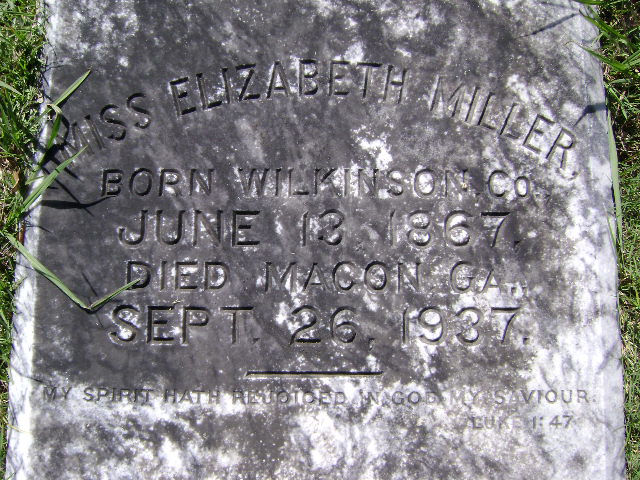 MISS ELIZABETH MILLER,
BORN WILKINSON, CO.
JUNE 13, 1867.
DIED MACON GA.,
SEPT. 26, 1937.
MY SPIRIT HATH REJOICED IN GOD MY SAVIOUR.
LUKE 1:47